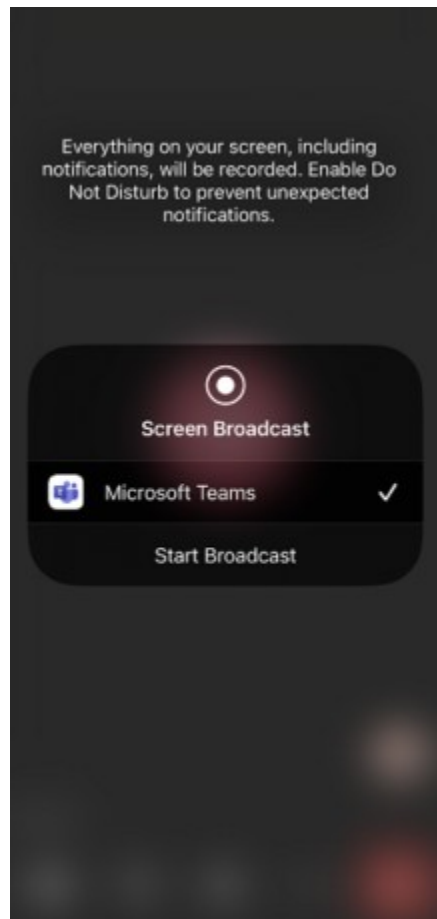 Everything on your screen, including
notifications, will be recorded. Enable Do
Not Disturb to prevent unexpected
notifications.
Screen Broadcast
Microsoft Teams
Start Broadcast